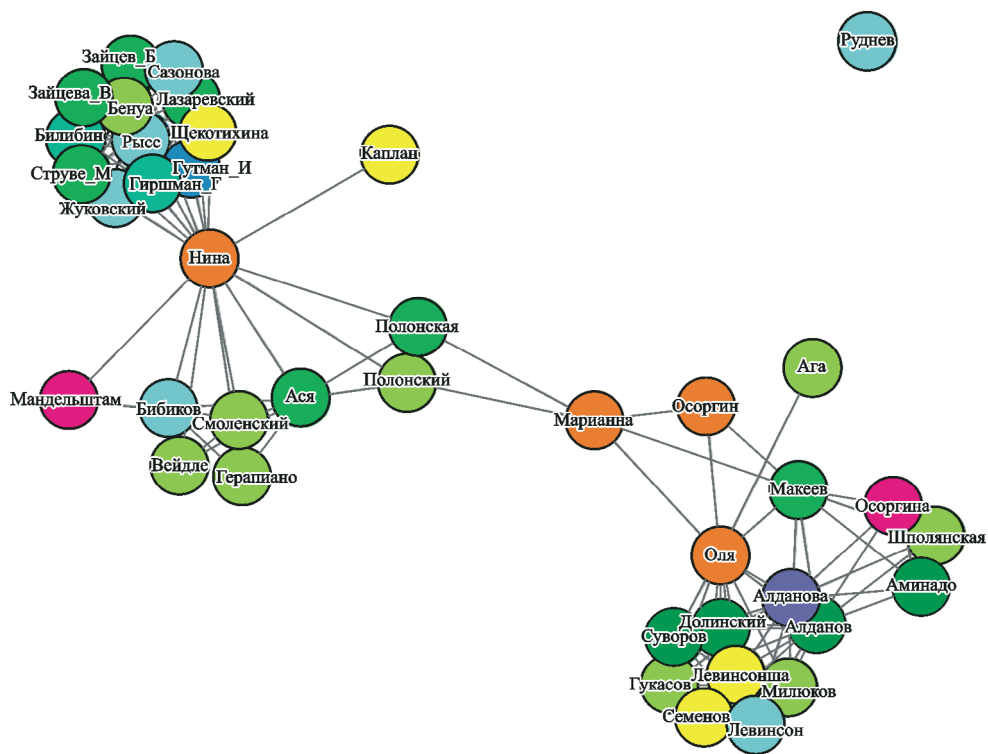 Руднев
Зайцев_Б
Сазонова
Зайцева_В
Бенуа
Лазаревский
Билибин
Рысс
Щекотихина
Каплан
Струве_М
Гиршман_Г
Гутман_И
Жуковский
Нина
Полонская
Полонский
Ага
Мандельштам
Бибиков
Ася
Смоленский
Марианна
Осоргин
Вейдле
Герапиано
Макеев
Осоргина
Шполянская
Оля
Алданова
Аминадо
Суворов
Долинский
Алданов
Гукасов
Левинсонша
Милюков
Семенов
Левинсон